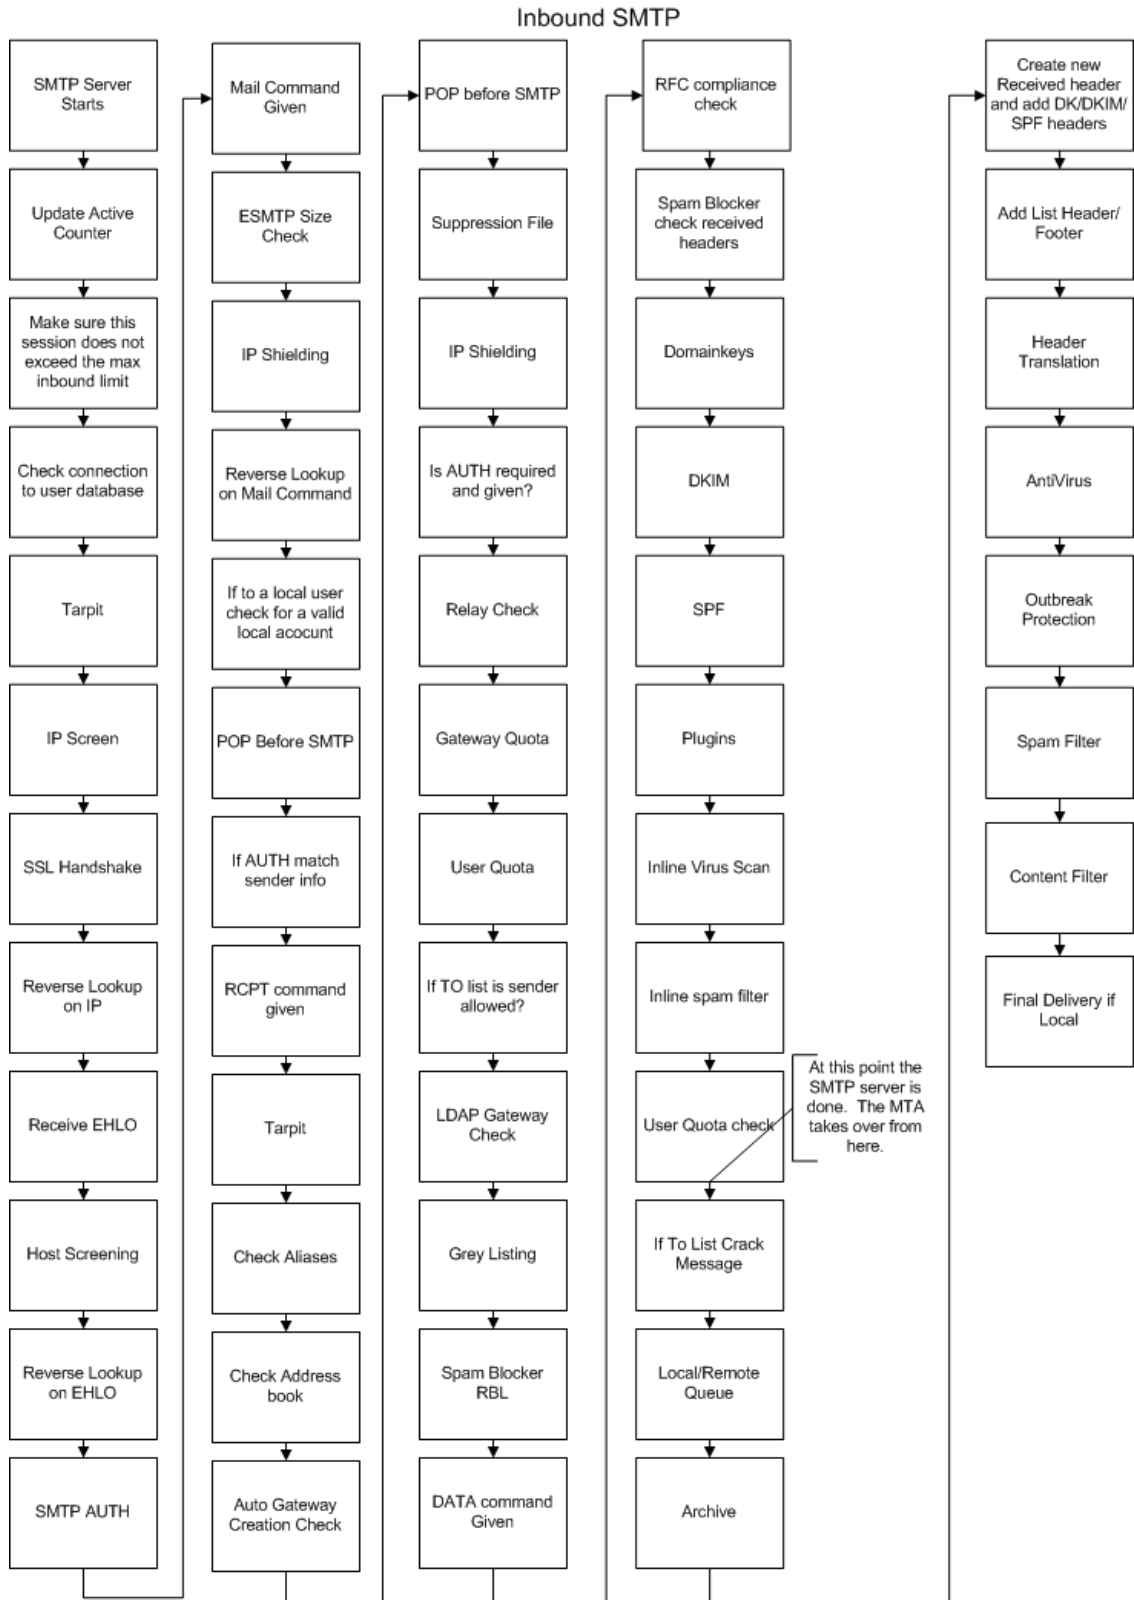 Inbound SMTP
SMTP Server
Starts
Update Active
Counter
Make sure this
session does not
exceed the max
inbound limit
Check connection
to user database
Tarpit
IP Screen
SSL Handshake
Reverse Lookup
on IP
Receive EHLO
Host Screening
Reverse Lookup
on EHLO
SMTP AUTH
Mail Command
Given
ESMTP Size
Check
IP Shielding
Reverse Lookup
on Mail Command
If to a local user
check for a valid
local acocunt
POP Before SMTP
If AUTH match
sender info
RCPT command
given
Tarpit
Check Aliases
Check Address
book
Auto Gateway
Creation Check
POP before SMTP
Suppression File
IP Shielding
Is AUTH required
and given?
Relay Check
Gateway Quota
User Quota
If TO list is sender
allowed?
LDAP Gateway
Check
Grey Listing
Spam Blocker
RBL
DATA command
Given
RFC compliance
check
Spam Blocker
check received
headers
Domainkeys
DKIM
SPF
Plugins
Inline Virus Scan
Inline spam filter
User Quota check
At this point the
SMTP server is
done. The MTA
takes over from
here.
If To List Crack
Message
Local/Remote
Queue
Archive
Create new
Received header
and add DK/DKIM/
SPF headers
Add List Header/
Footer
Header
Translation
AntiVirus
Outbreak
Protection
Spam Filter
Content Filter
Final Delivery if
Local